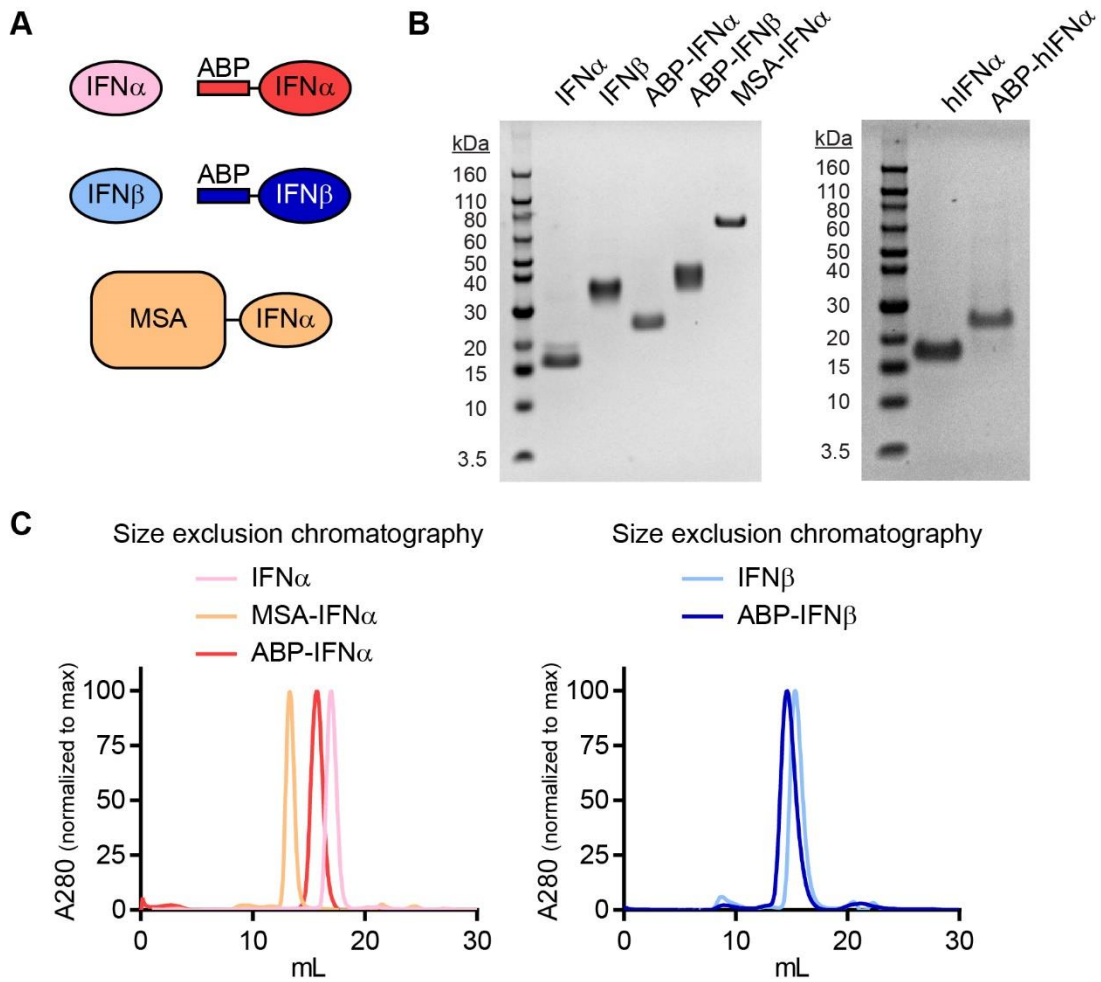 A
IFNα
ABP
IFNα
IFNβ
ABP
IFNβ
MSA
IFNα
B
IFNα
IFNβ
ABP-IFNα
ABP-IFNβ
MSA-IFNα
kDa
160
110
80
60
50
40
30
20
15
10
3.5
hIFNα
ABP-hIFNα
kDa
160
110
80
60
50
40
30
20
15
10
3.5
C
Size exclusion chromatography
IFNα
MSA-IFNα
ABP-IFNα
A280 (normalized to max)
100
75
50
25
0
0 10 20 30
mL
Size exclusion chromatography
IFNβ
ABP-IFNβ
A280 (normalized to max)
100
75
50
25
0
0 10 20 30
mL